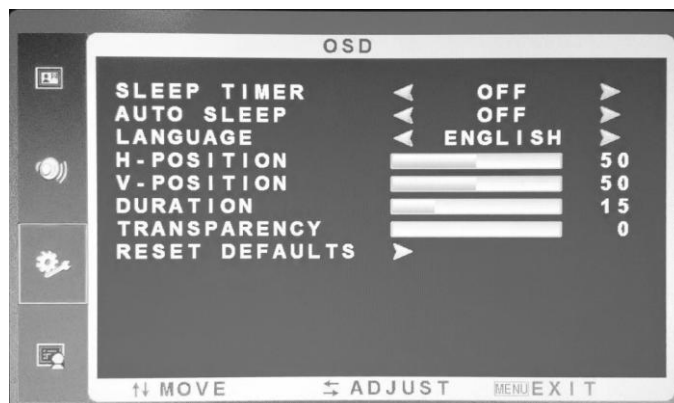 OSD
SLEEP TIMER OFF
AUTO SLEEP OFF
LANGUAGE ENGLISH
H-POSITION 50
V-POSITION 50
DURATION 15
TRANSPARENCY 0
RESET DEFAULTS
MOVE ADJUST MENU EXIT